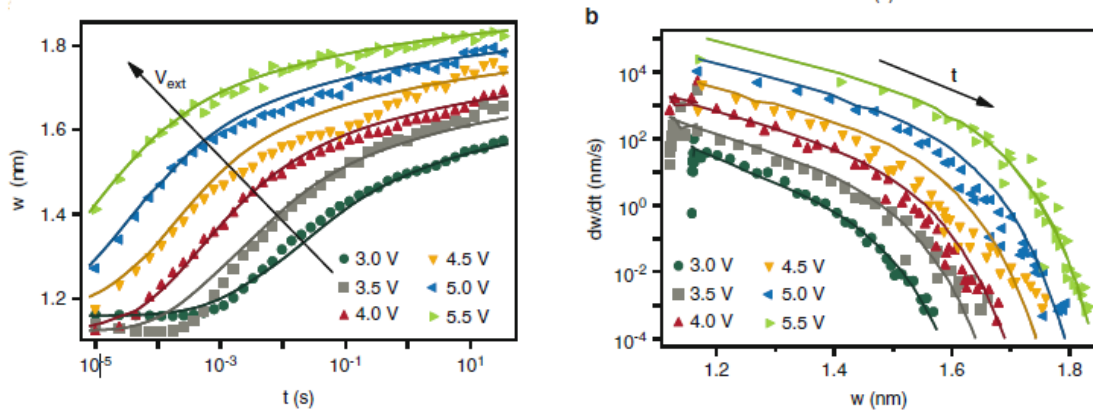 b
1.8
1.6
1.4
1.2
w (nm)
V_ext
3.0 V
3.5 V
4.0 V
4.5 V
5.0 V
5.5 V
10^-5
10^-3
10^-1
10^1
t (s)
10^4
10^2
10^0
10^-2
10^-4
dw/dt (nm/s)
t
3.0 V
3.5 V
4.0 V
4.5 V
5.0 V
5.5 V
1.2
1.4
1.6
1.8
w (nm)